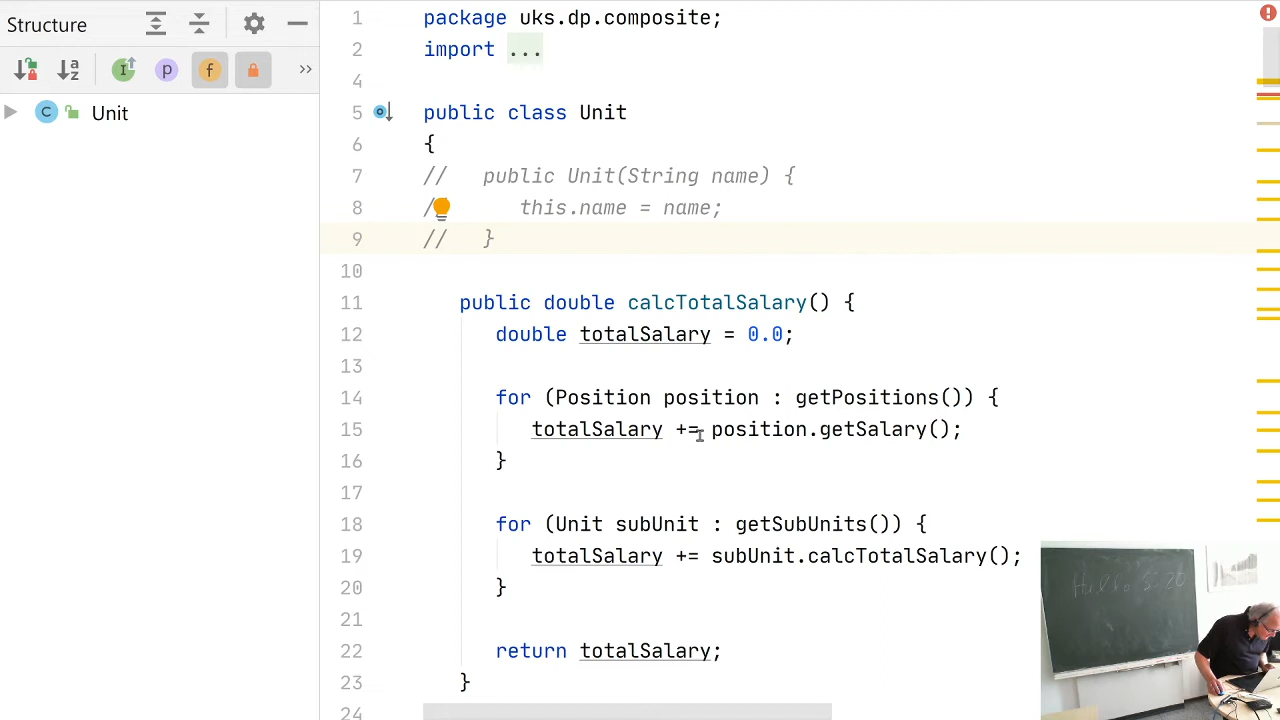 Structure
Unit
1 package uks.dp.composite;
2 import ...
4
5 public class Unit
6 {
7 //   public Unit(String name) {
8 /       this.name = name;
9 //   }
10
11    public double calcTotalSalary() {
12       double totalSalary = 0.0;
13
14       for (Position position : getPositions()) {
15          totalSalary += position.getSalary();
16       }
17
18       for (Unit subUnit : getSubUnits()) {
19          totalSalary += subUnit.calcTotalSalary();
20       }
21
22       return totalSalary;
23    }
24
Hello